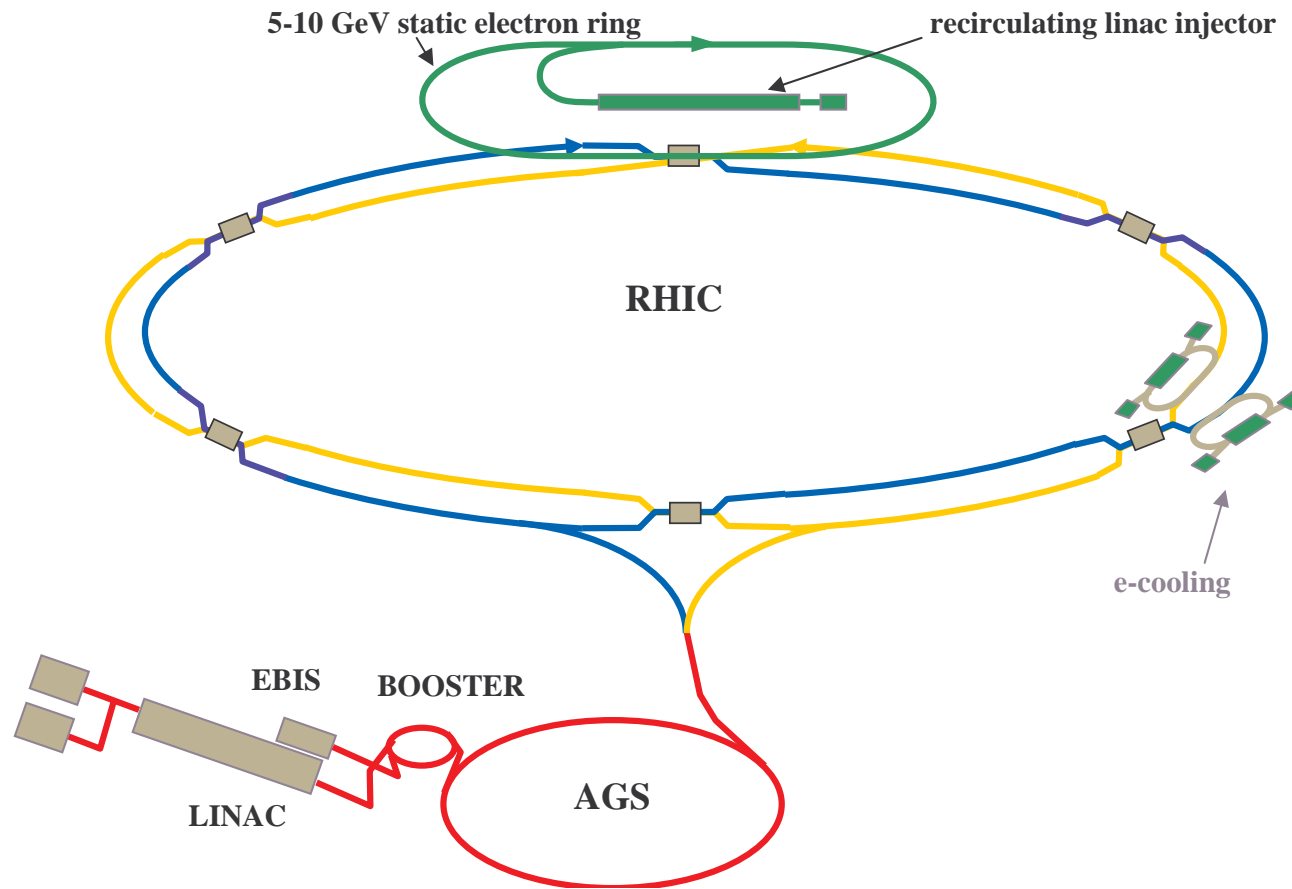 5-10 GeV static electron ring
recirculating linac injector
RHIC
e-cooling
EBIS
BOOSTER
AGS
LINAC